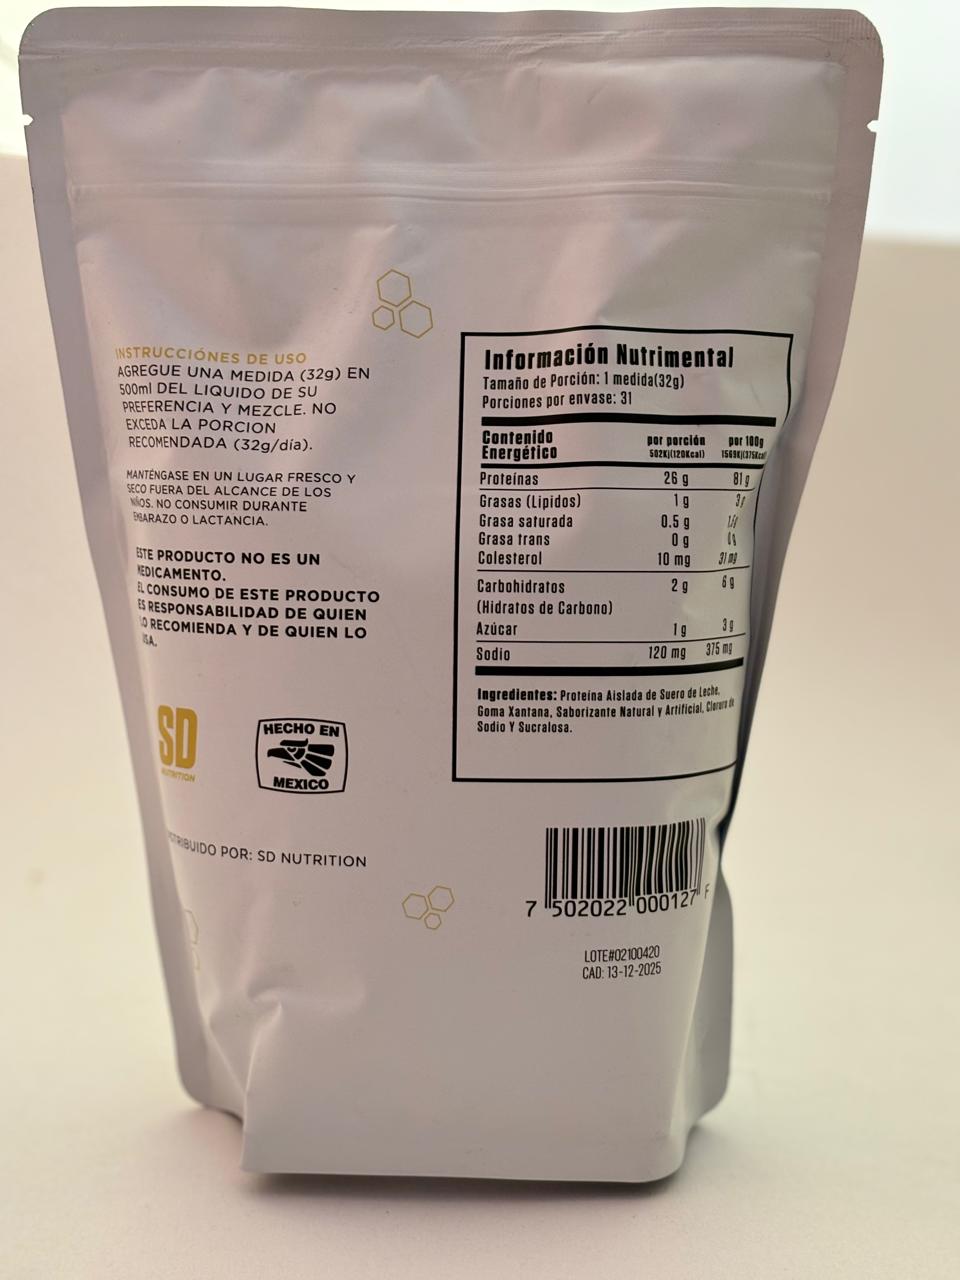 INSTRUCCIÓNES DE USO
AGREGUE UNA MEDIDA (32g) EN
500ml DEL LIQUIDO DE SU
PREFERENCIA Y MEZCLE. NO
EXCEDA LA PORCION
RECOMENDADA (32g/día).
MANTÉNGASE EN UN LUGAR FRESCO Y
SECO FUERA DEL ALCANCE DE LOS
NIÑOS. NO CONSUMIR DURANTE
EMBARAZO O LACTANCIA.
ESTE PRODUCTO NO ES UN
MEDICAMENTO.
EL CONSUMO DE ESTE PRODUCTO
ES RESPONSABILIDAD DE QUIEN
LO RECOMIENDA Y DE QUIEN LO
USA.
SD
NUTRITION
HECHO EN
MEXICO
POR: SD NUTRITION
Información Nutrimental
Tamaño de Porción: 1 medida(32g)
Porciones por envase: 31
Contenido Energético por porción 502Kj(120Kcal) por 100g 1569Kj(375Kcal
Proteínas 26 g 81 g
Grasas (Lipidos) 1 g 3g
Grasa saturada 0.5 g
Grasa trans 0 g
Colesterol 10 mg 31 mg
Carbohidratos 2 g 6 g
(Hidratos de Carbono)
Azúcar 1 g 3 g
Sodio 120 mg 375 mg
Ingredientes: Proteína Aislada de Suero de Leche,
Goma Xantana, Saborizante Natural y Artificial, Cloruro de
Sodio Y Sucralosa.
7 502022 000127 F
LOTE#02100420
CAD: 13-12-2025